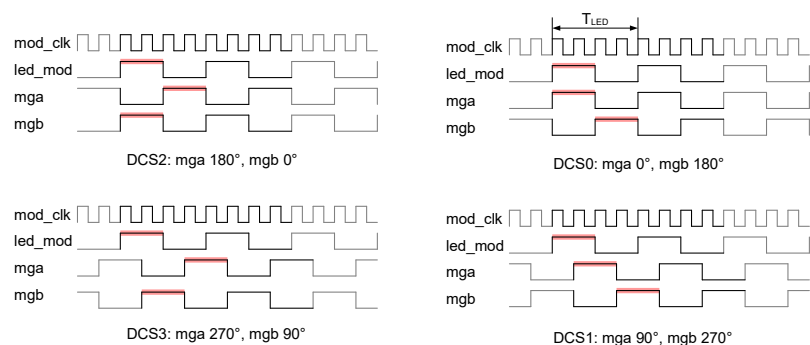 mod_clk
led_mod
mga
mgb
DCS2: mga 180°, mgb 0°
T_LED
mod_clk
led_mod
mga
mgb
DCS0: mga 0°, mgb 180°
mod_clk
led_mod
mga
mgb
DCS3: mga 270°, mgb 90°
mod_clk
led_mod
mga
mgb
DCS1: mga 90°, mgb 270°